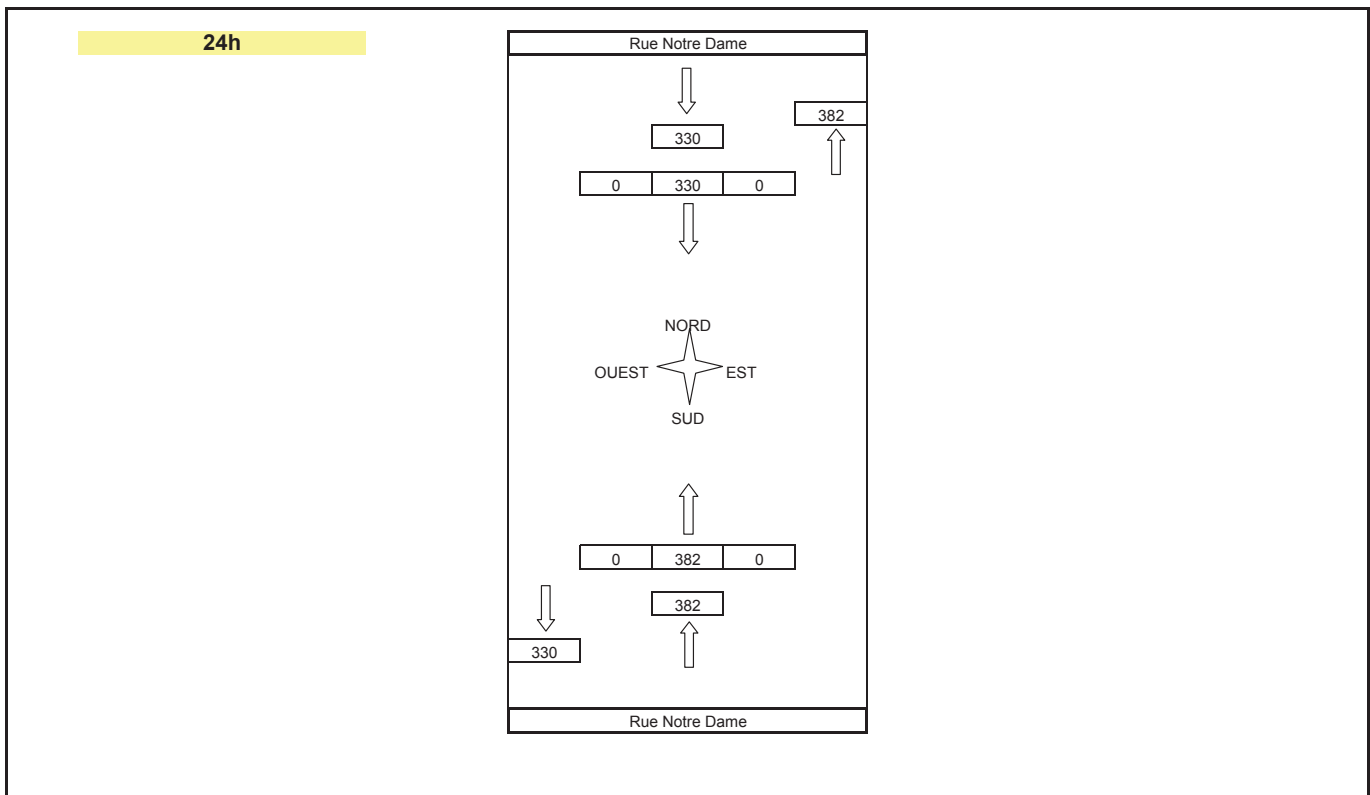 24h
Rue Notre Dame
382
330
0 330 0
NORD
OUEST EST
SUD
0 382 0
382
330
Rue Notre Dame